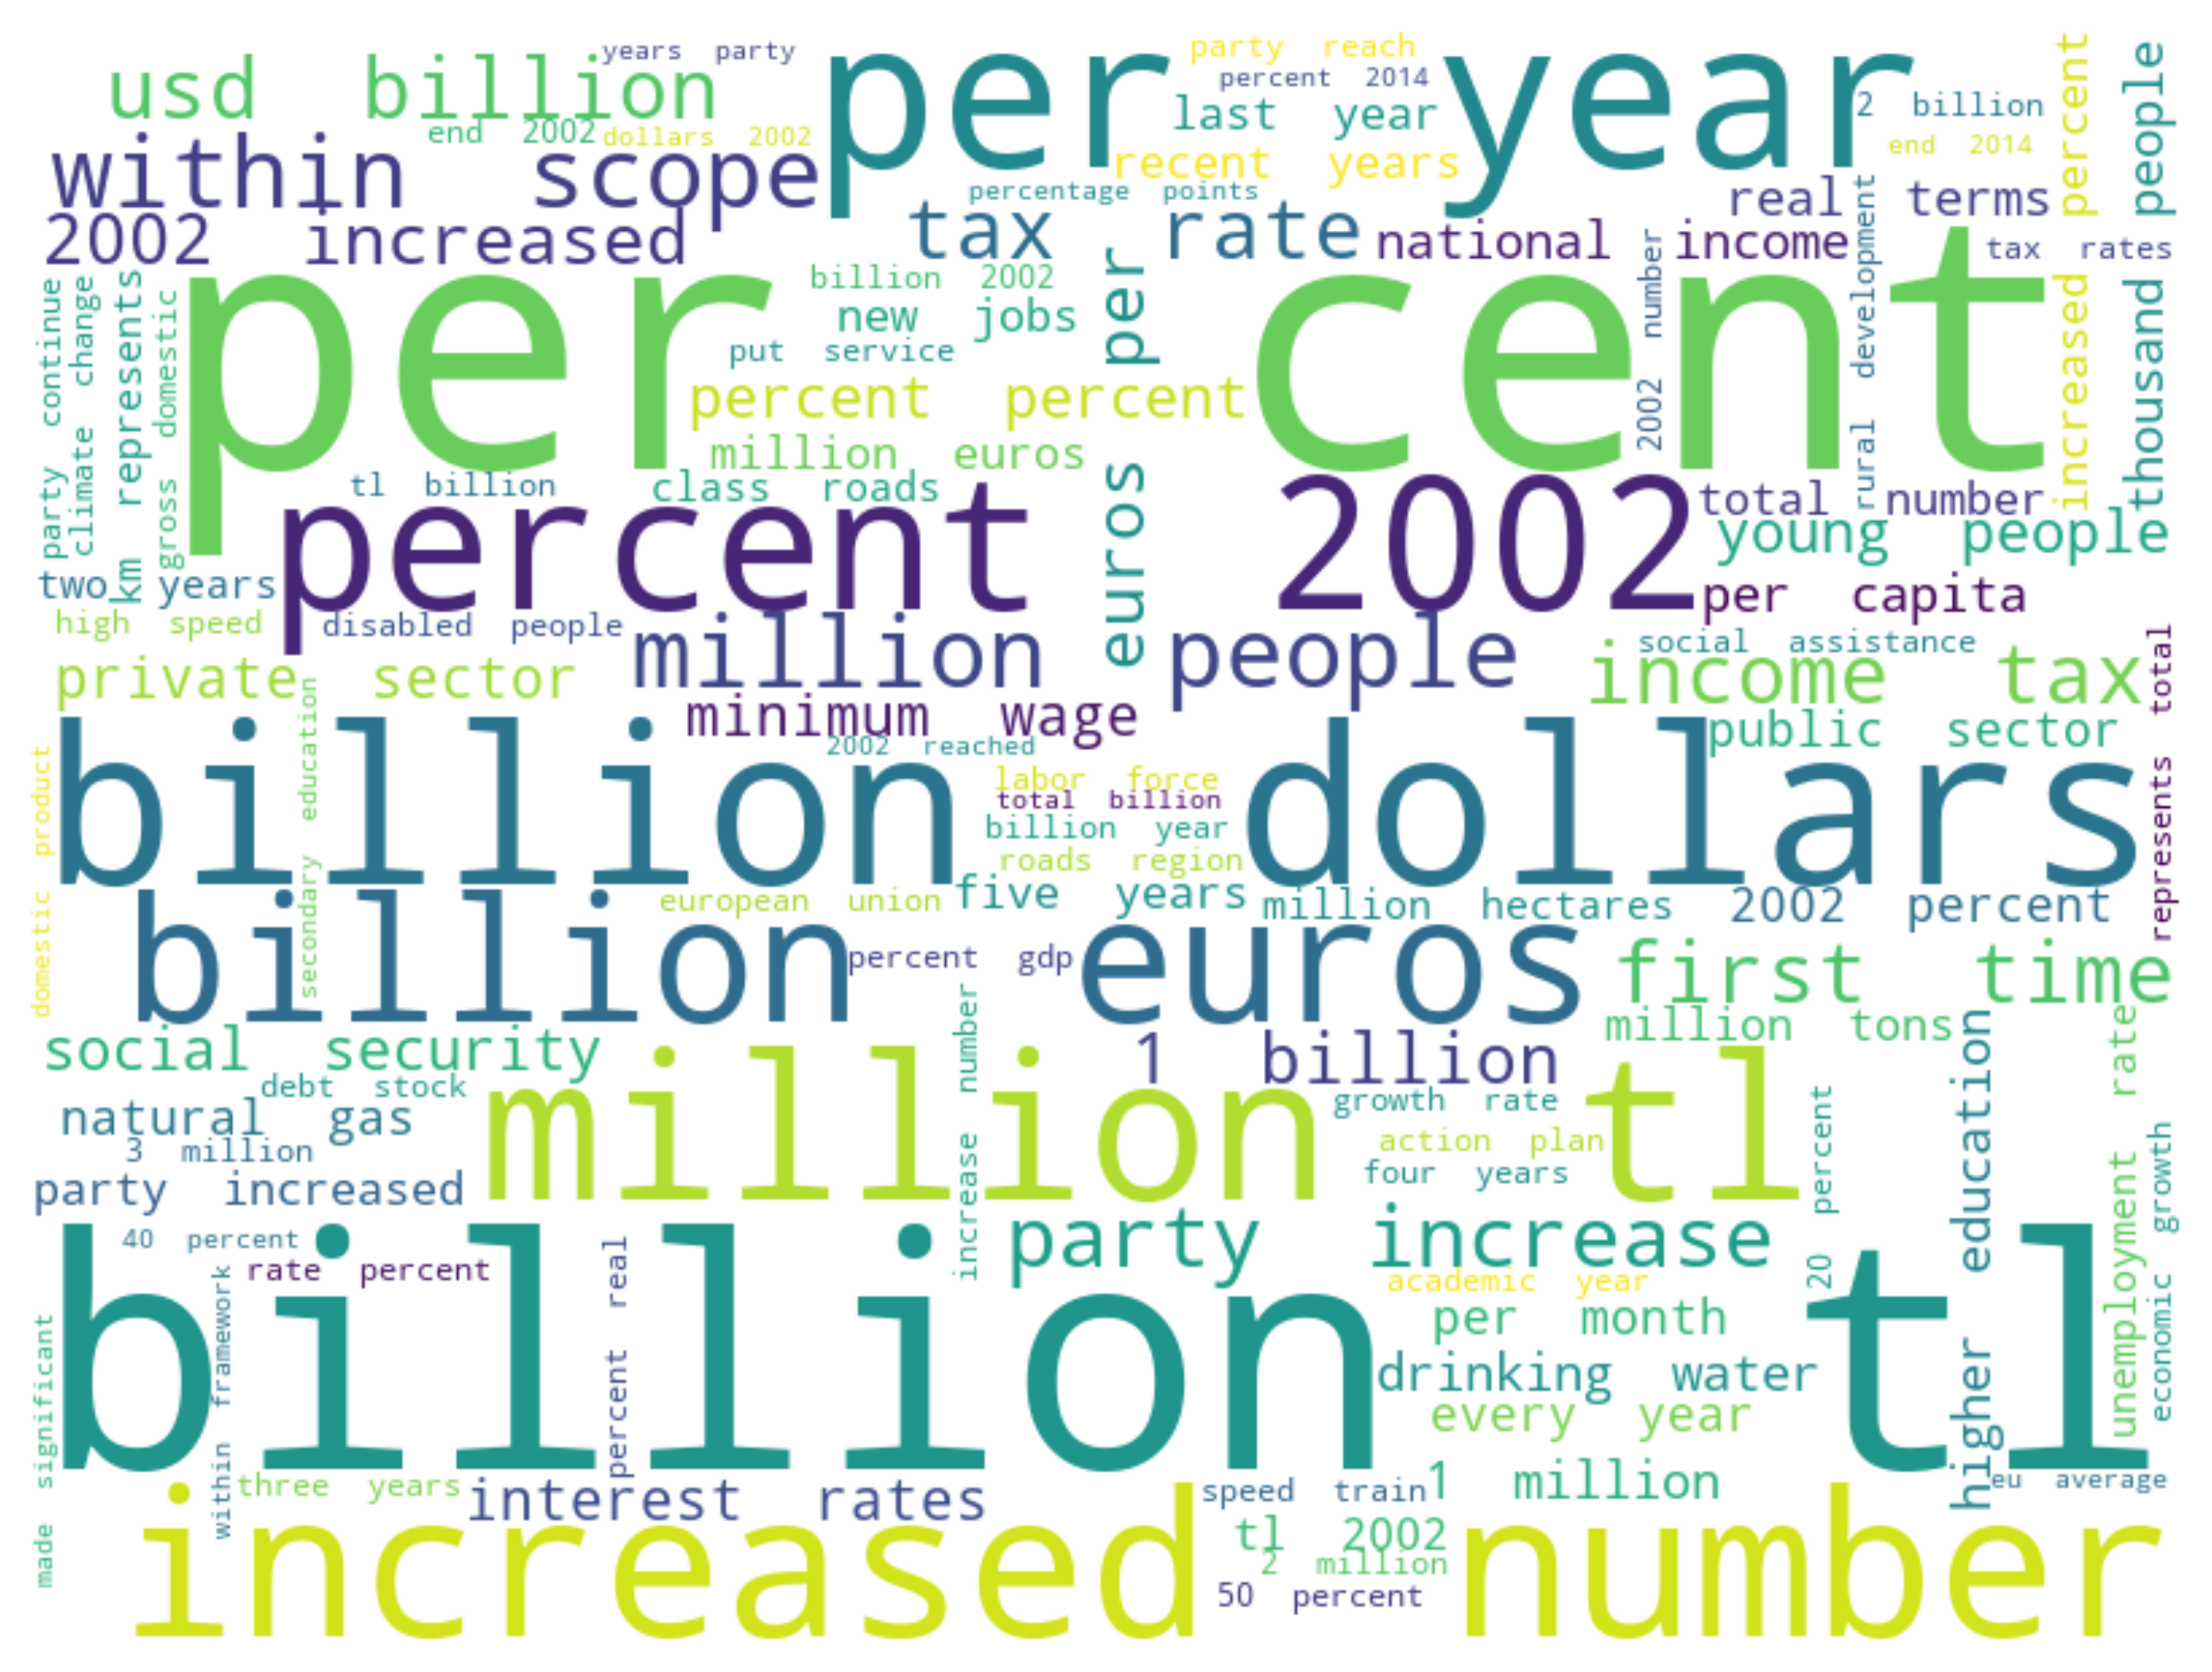 years party
party reach
usd billion
per year
percent 2014
last year
2 billion
end 2002
dollars 2002
end 2014
within scope
recent years
percentage points
real terms
increased percent
thousand people
2002 increased
tax rate
national income
tax rates
per cent
billion 2002
new jobs
put service
euros per
2002 number
rural development
party continue
climate change
km represents
gross domestic
percent percent
million euros
tl billion
class roads
percent 2002
total number
young people
two years
per capita
high speed
disabled people
million people
social assistance
private sector
income tax
minimum wage
public sector
represents total
billion dollars
2002 reached
labor force
total billion
billion year
roads region
domestic product
secondary education
billion euros
european union
five years
million hectares
2002 percent
percent gdp
first time
social security
1 billion
million tons
increase number
higher education
unemployment rate
million tl
debt stock
natural gas
growth rate
3 million
action plan
four years
20 percent
economic growth
party increased
party increase
billion tl
40 percent
rate percent
percent real
academic year
per month
drinking water
every year
made significant
within framework
three years
interest rates
speed train
1 million
eu average
increased number
tl 2002
2 million
50 percent